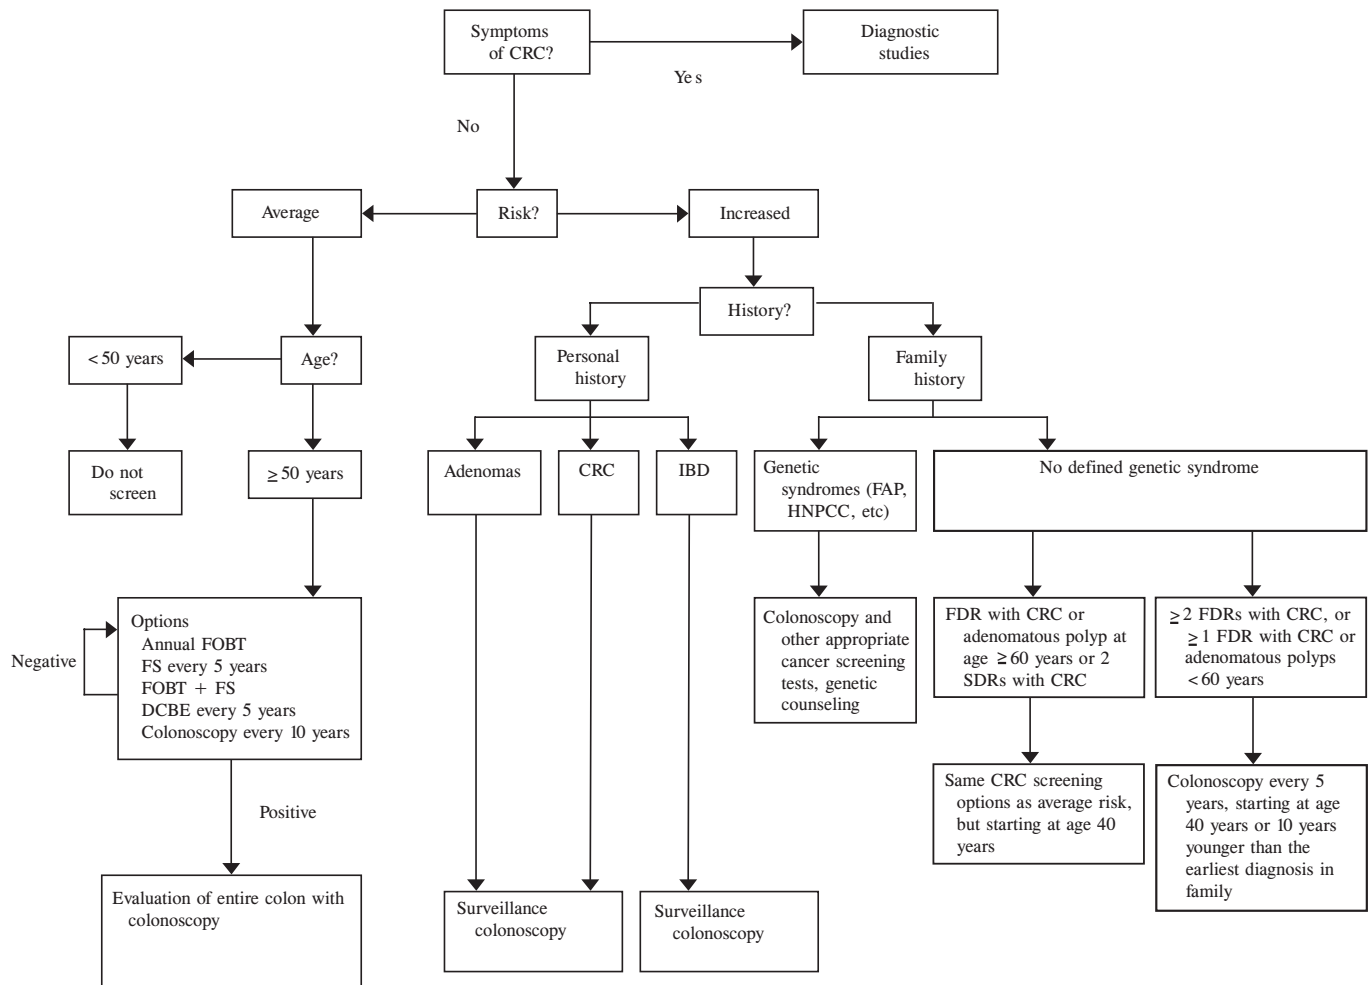 Symptoms
of CRC?
Diagnostic
studies
Yes
No
Average
Risk?
Increased
History?
<50 years
Age?
Personal
history
Family
history
Do not
screen
≥50 years
Adenomas
CRC
IBD
Genetic
syndromes (FAP,
HNPCC, etc)
No defined genetic syndrome
Negative
Options
Annual FOBT
FS every 5 years
FOBT + FS
DCBE every 5 years
Colonoscopy every 10 years
Colonoscopy and
other appropriate
cancer screening
tests, genetic
counseling
FDR with CRC or
adenomatous polyp at
age ≥60 years or 2
SDRs with CRC
≥2 FDRs with CRC, or
≥1 FDR with CRC or
adenomatous polyps
<60 years
Positive
Same CRC screening
options as average risk,
but starting at age 40
years
Colonoscopy every 5
years, starting at age
40 years or 10 years
younger than the
earliest diagnosis in
family
Evaluation of entire colon with
colonoscopy
Surveillance
colonoscopy
Surveillance
colonoscopy